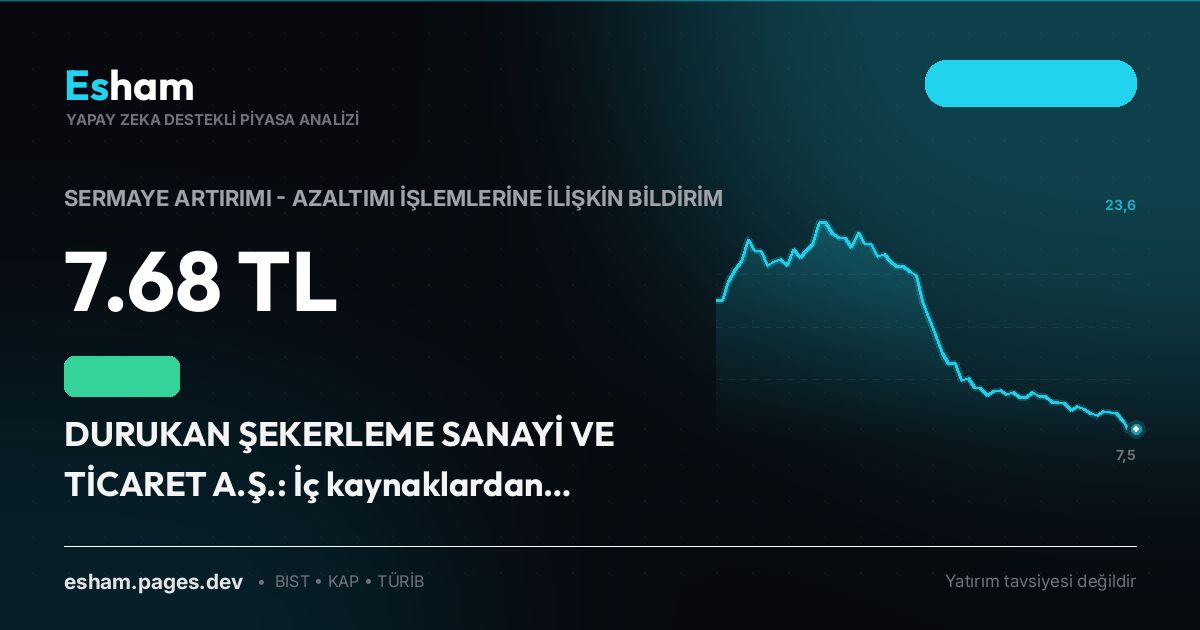 Esham
YAPAY ZEKA DESTEKLİ PİYASA ANALİZİ
SERMAYE ARTIRIMI - AZALTIMI İŞLEMLERİNE İLİŞKİN BİLDİRİM
23,6
7.68 TL
DURUKAN ŞEKERLEME SANAYİ VE
TİCARET A.Ş.: İç kaynaklardan...
7,5
esham.pages.dev • BIST • KAP • TÜRİB
Yatırım tavsiyesi değildir